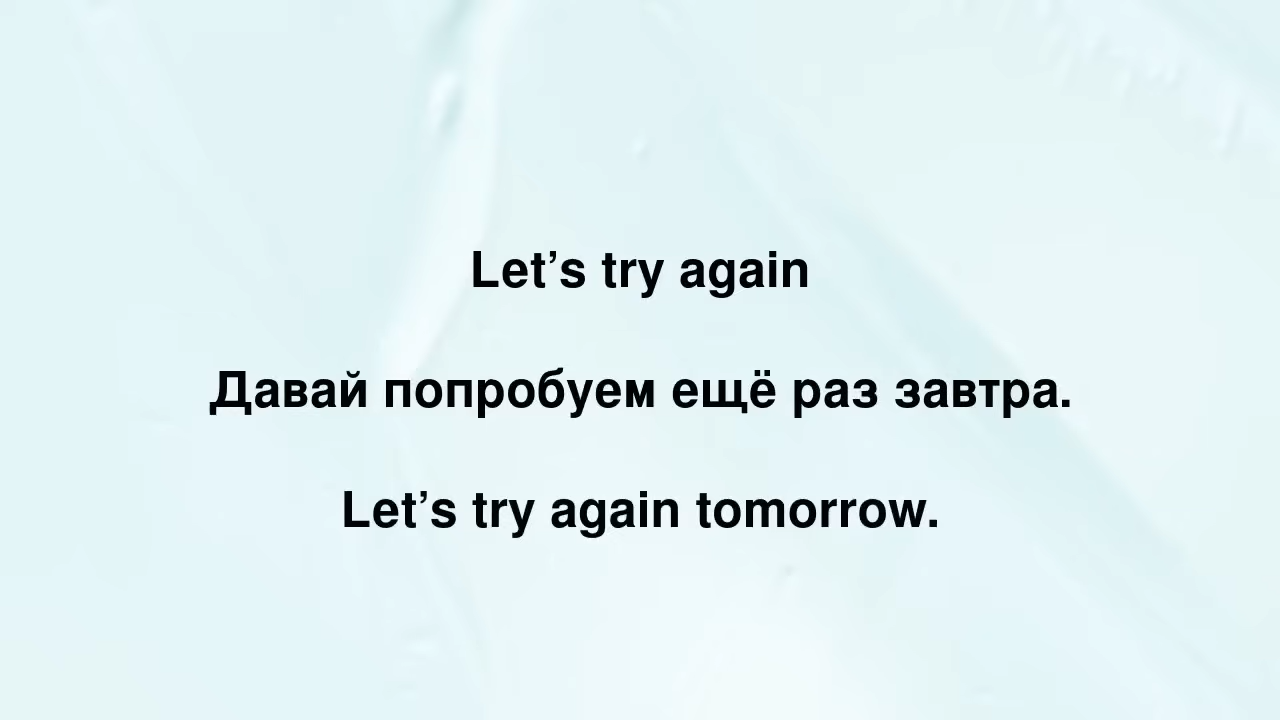 Let’s try again
Давай попробуем ещё раз завтра.
Let’s try again tomorrow.